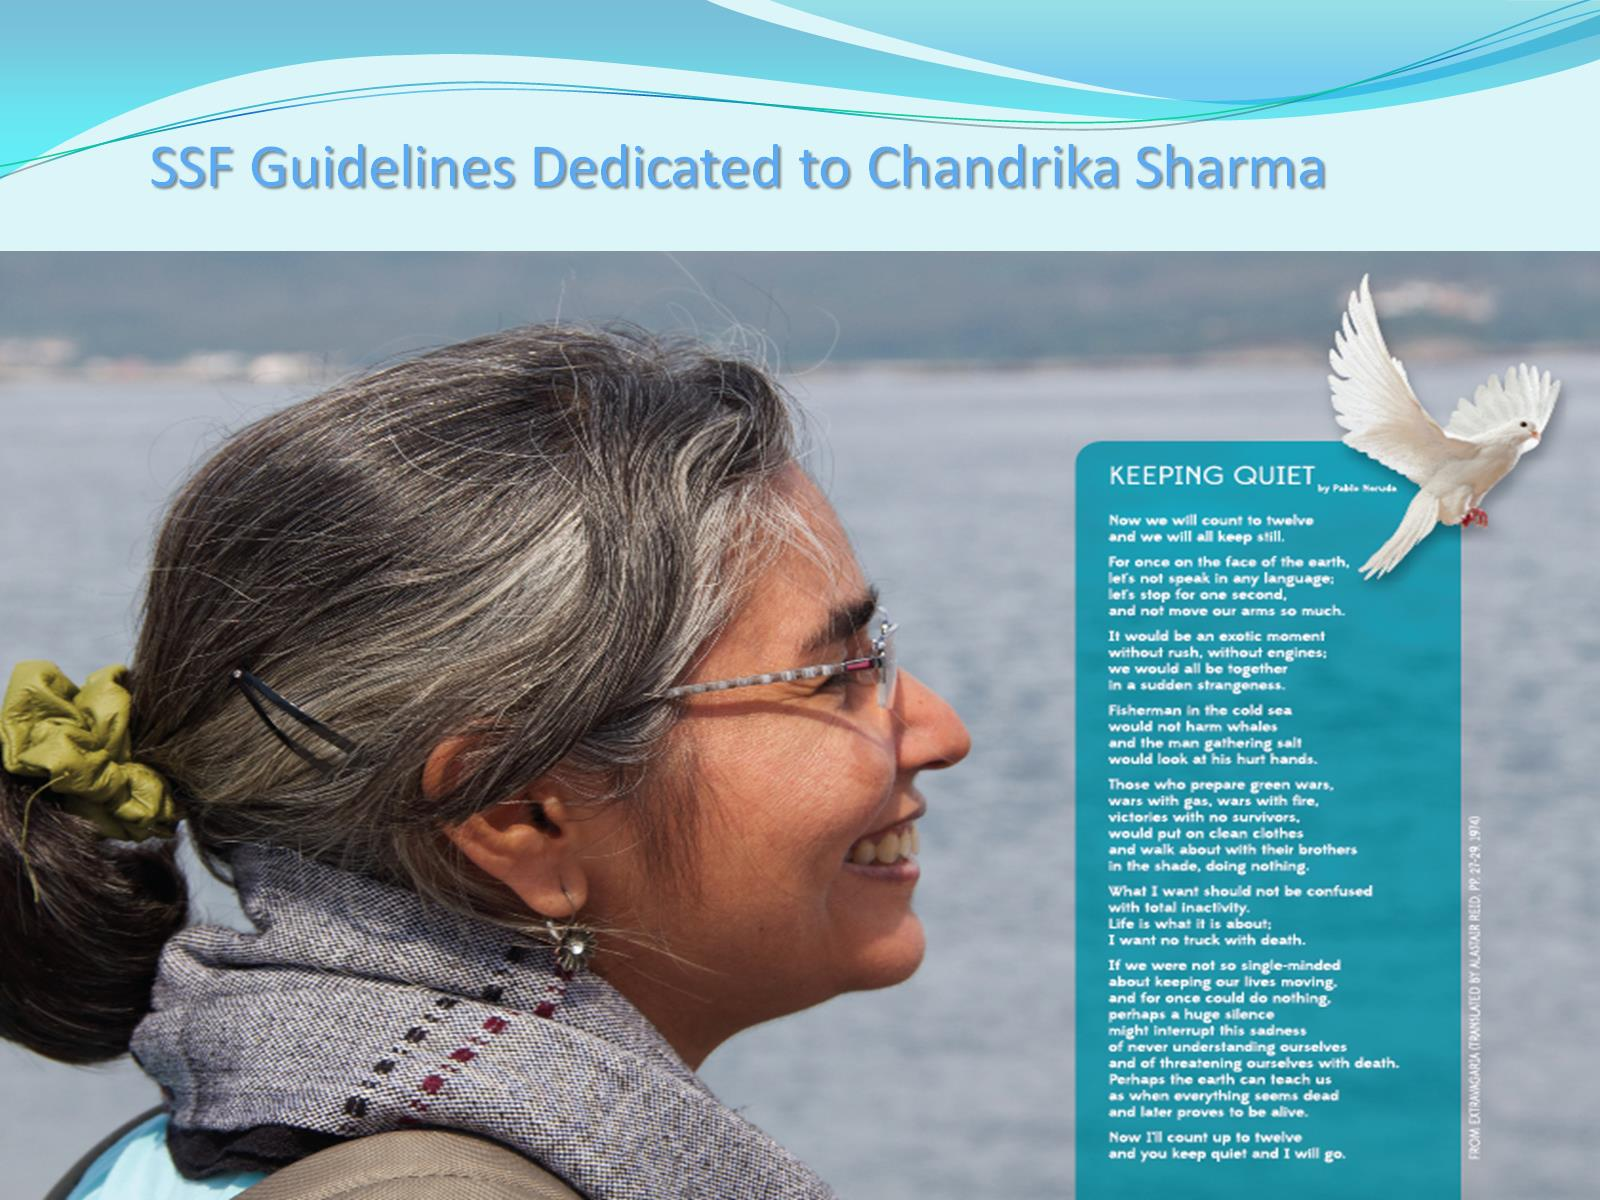 SSF Guidelines Dedicated to Chandrika Sharma
KEEPING QUIET
by Pablo Neruda
Now we will count to twelve
and we will all keep still.
For once on the face of the earth,
let's not speak in any language;
let's stop for one second,
and not move our arms so much.
It would be an exotic moment
without rush, without engines;
we would all be together
in a sudden strangeness.
Fisherman in the cold sea
would not harm whales
and the man gathering salt
would look at his hurt hands.
Those who prepare green wars,
wars with gas, wars with fire,
victories with no survivors,
would put on clean clothes
and walk about with their brothers
in the shade, doing nothing.
What I want should not be confused
with total inactivity.
Life is what it is about;
I want no truck with death.
If we were not so single-minded
about keeping our lives moving,
and for once could do nothing,
perhaps a huge silence
might interrupt this sadness
of never understanding ourselves
and of threatening ourselves with death.
Perhaps the earth can teach us
as when everything seems dead
and later proves to be alive.
Now I'll count up to twelve
and you keep quiet and I will go.
FROM EXTRAVAGARIA (TRANSLATED BY ALASTAIR REID, PP. 27-29, 1974)